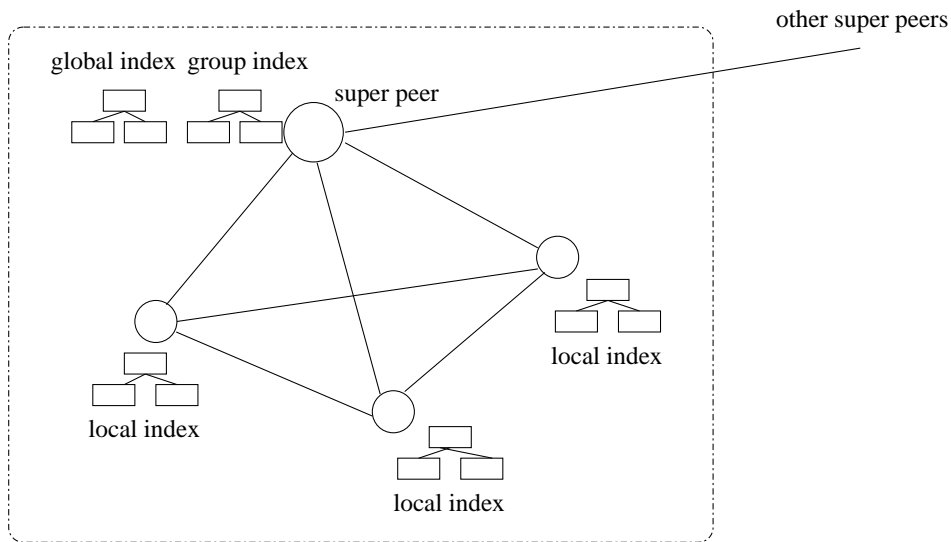 other super peers
global index
group index
super peer
local index
local index
local index